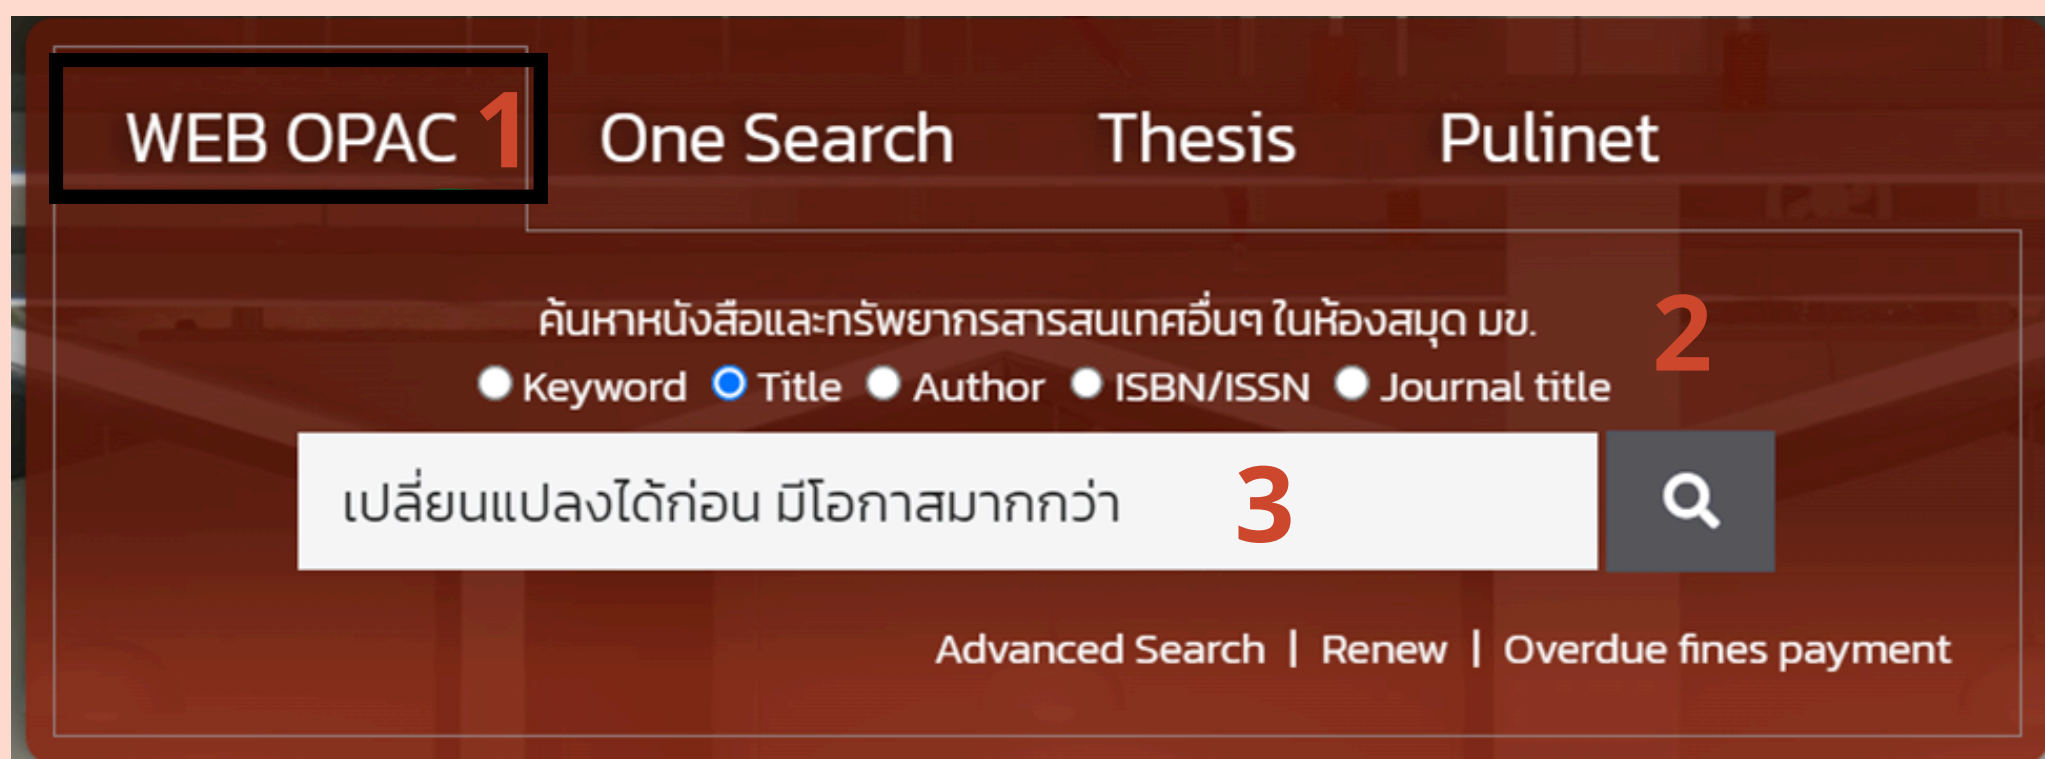 WEB OPAC 1 One Search Thesis Pulinet
ค้นหาหนังสือและทรัพยากรสารสนเทศอื่นๆ ในห้องสมุด มข. 2
Keyword Title Author ISBN/ISSN Journal title
เปลี่ยนแปลงได้ก่อน มีโอกาสมากกว่า 3
Advanced Search | Renew | Overdue fines payment